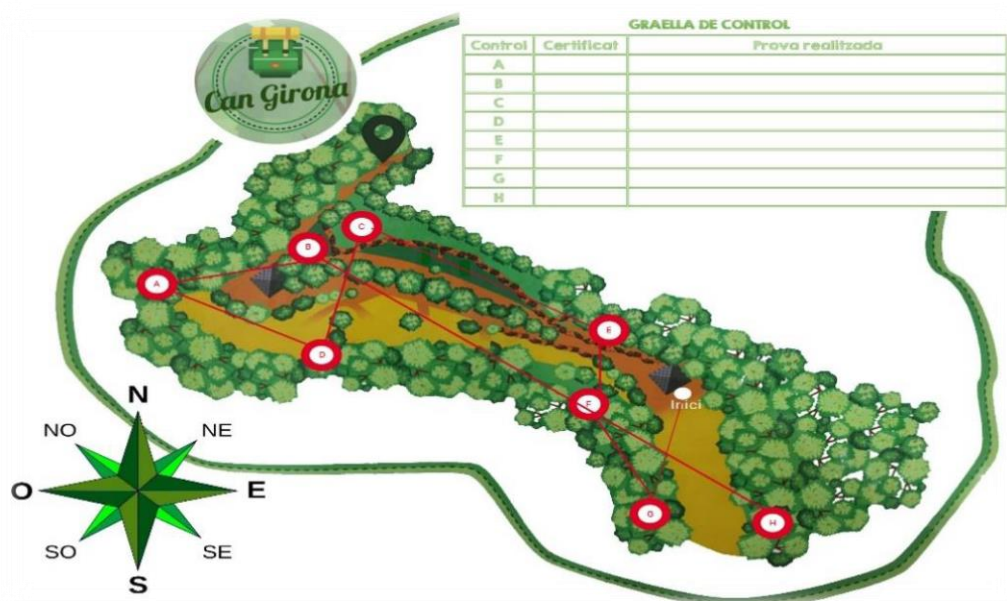 Can Girona
GRAELLA DE CONTROL
Control Certificat Prova realitzada
A
B
C
D
E
F
G
H
C
B
A
E
D
F
Inici
G
H
N
NO NE
O E
SO SE
S